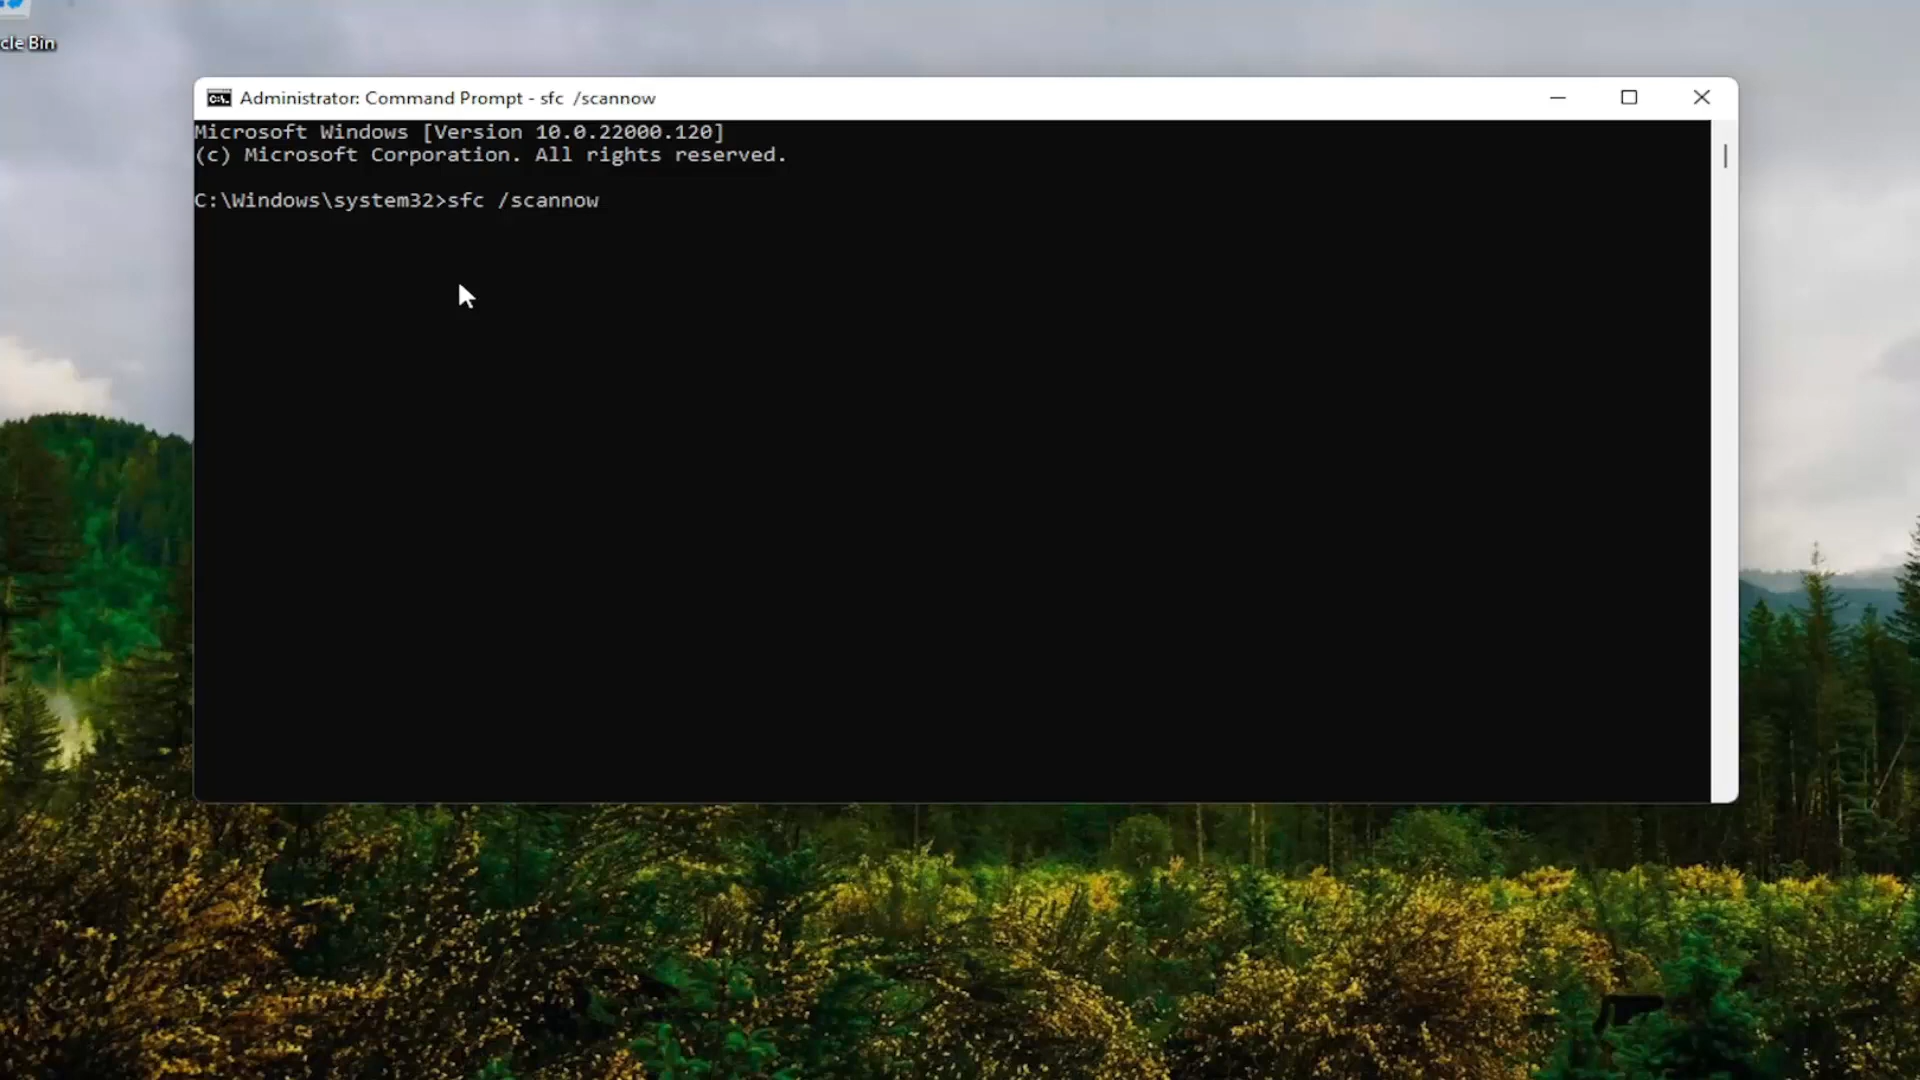 cle Bin
Administrator: Command Prompt - sfc  /scannow
Microsoft Windows [Version 10.0.22000.120]
(c) Microsoft Corporation. All rights reserved.
C:\Windows\system32>sfc /scannow